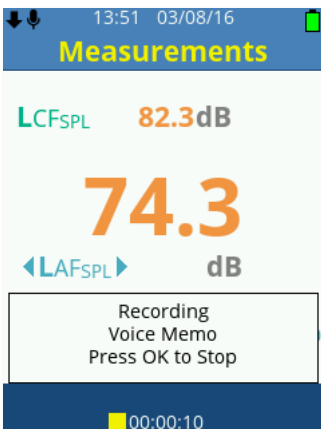 13:51 03/08/16
Measurements
LCFSPL 82.3dB
74.3
LAFSPL dB
Recording
Voice Memo
Press OK to Stop
00:00:10